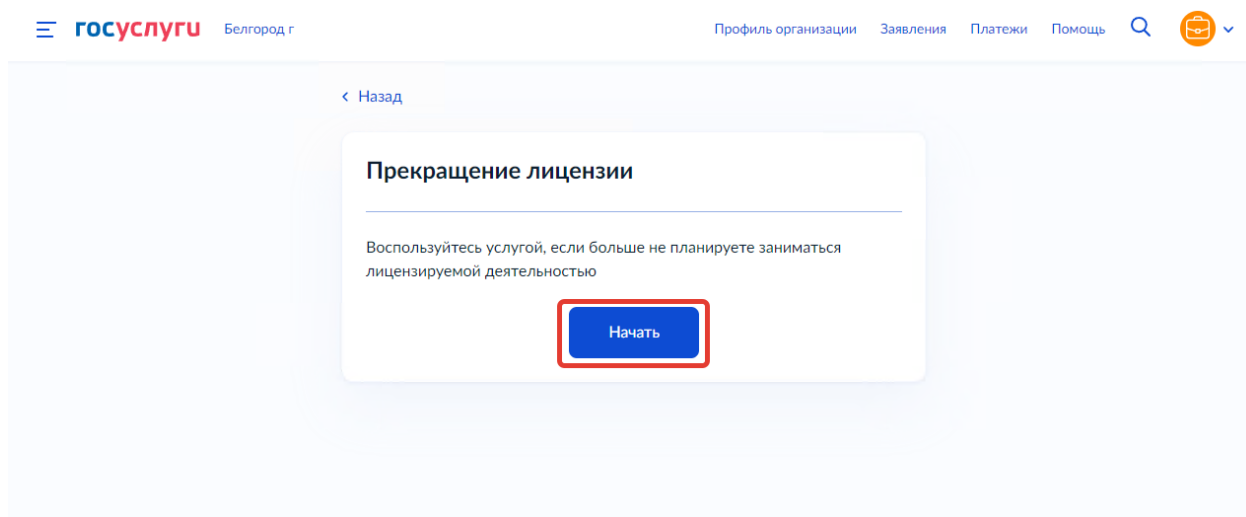 госуслуги Белгород г Профиль организации Заявления Платежи Помощь
Назад
Прекращение лицензии
Воспользуйтесь услугой, если больше не планируете заниматься
лицензируемой деятельностью
Начать